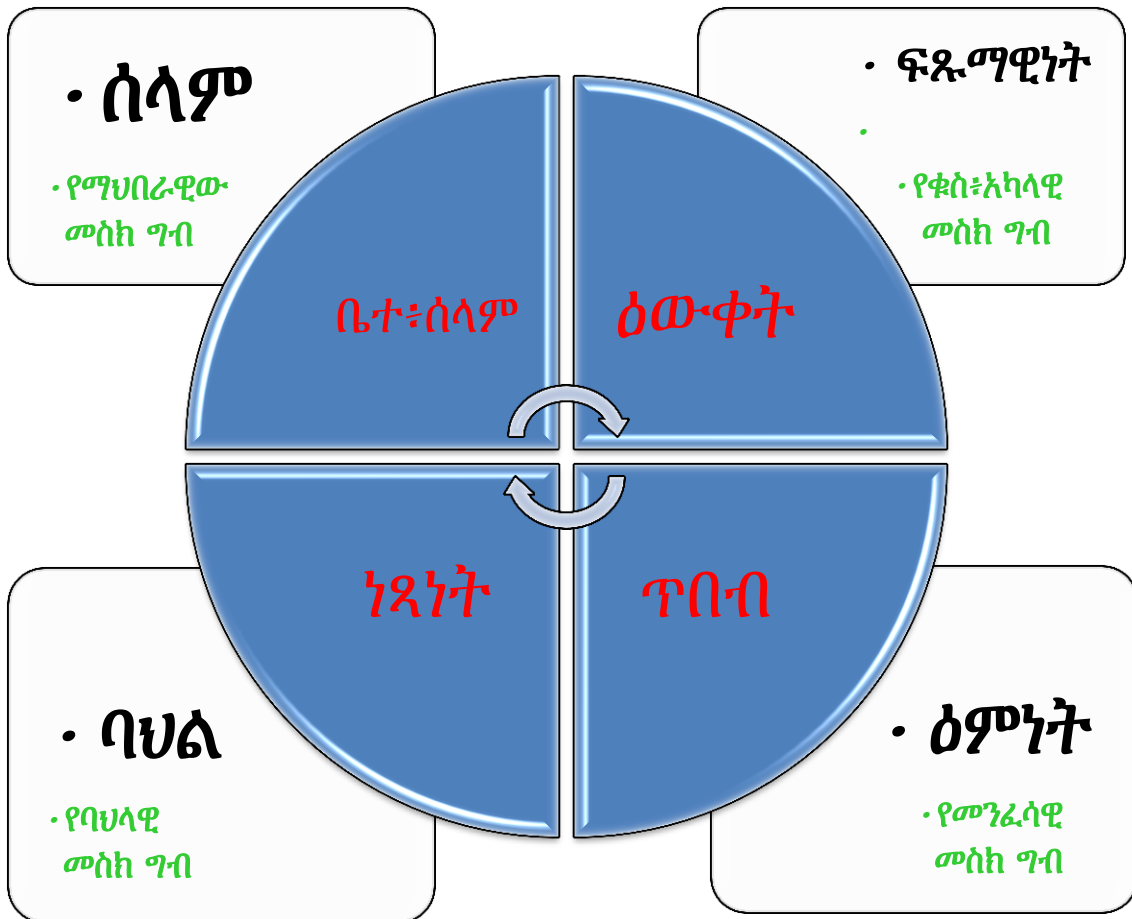 · ሰላም
· የማህበራዊው
መስክ ግብ
· ፍጹማዊነት
·
· የቁስ፥አካላዊ
መስክ ግብ
ቤተ፥ሰላም
ዕውቀት
ነጻነት
ጥበብ
· ባህል
· የባህላዊ
መስክ ግብ
· ዕምነት
· የመንፈሳዊ
መስክ ግብ